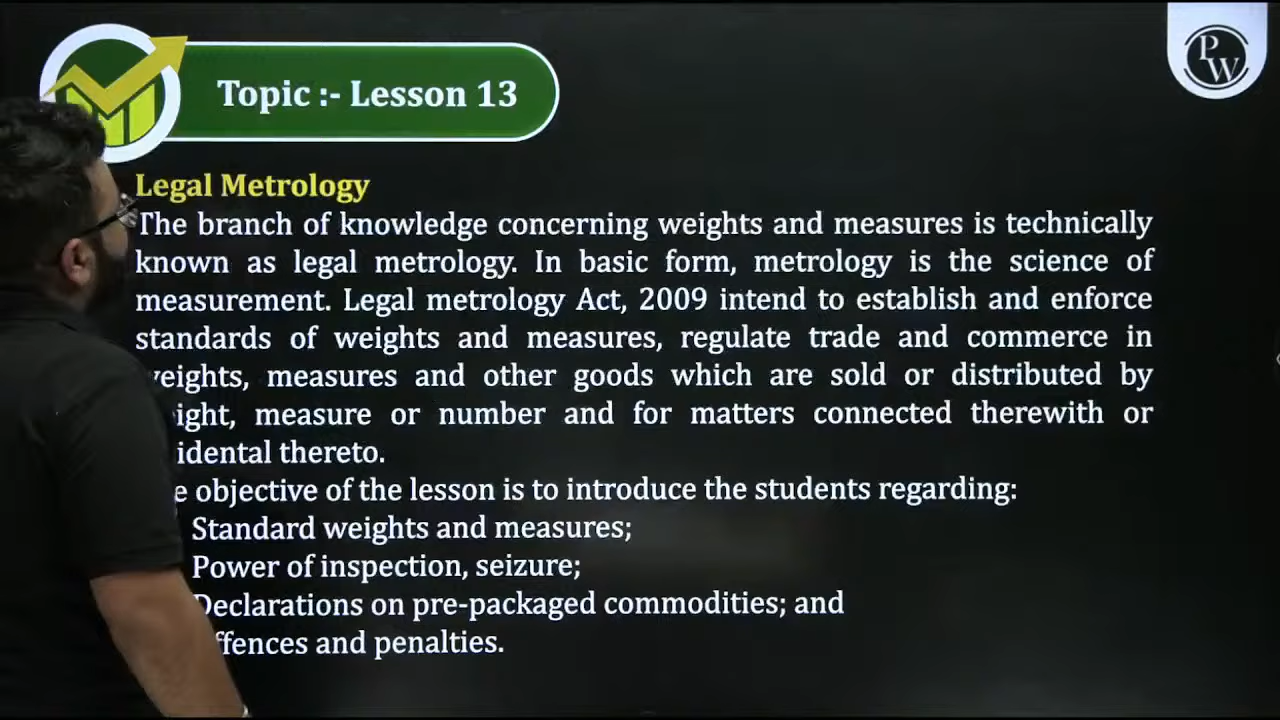 Topic :- Lesson 13
PW
Legal Metrology
The branch of knowledge concerning weights and measures is technically
known as legal metrology. In basic form, metrology is the science of
measurement. Legal metrology Act, 2009 intend to establish and enforce
standards of weights and measures, regulate trade and commerce in
weights, measures and other goods which are sold or distributed by
measure or number and for matters connected therewith or
thereto.
objective of the lesson is to introduce the students regarding:
Standard weights and measures;
Power of inspection, seizure;
Declarations on pre-packaged commodities; and
and penalties.